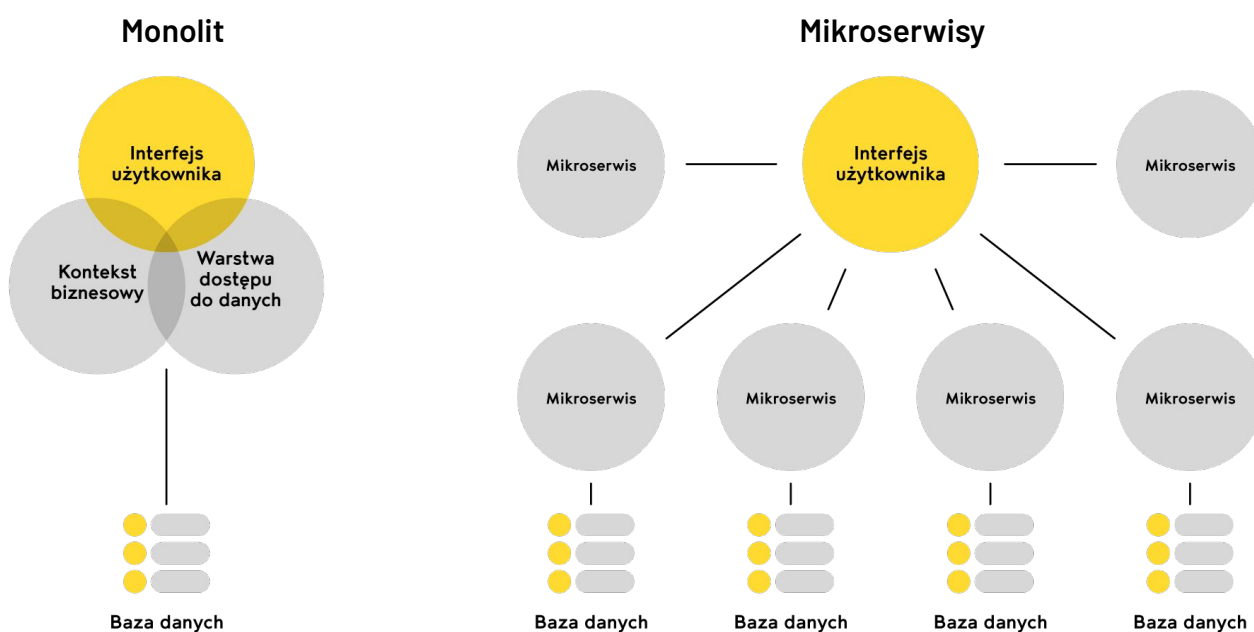 Monolit
Mikroserwisy
Interfejs
użytkownika
Kontekst
biznesowy
Warstwa
dostępu
do danych
Baza danych
Mikroserwis
Interfejs
użytkownika
Mikroserwis
Mikroserwis
Mikroserwis
Mikroserwis
Mikroserwis
Baza danych
Baza danych
Baza danych
Baza danych